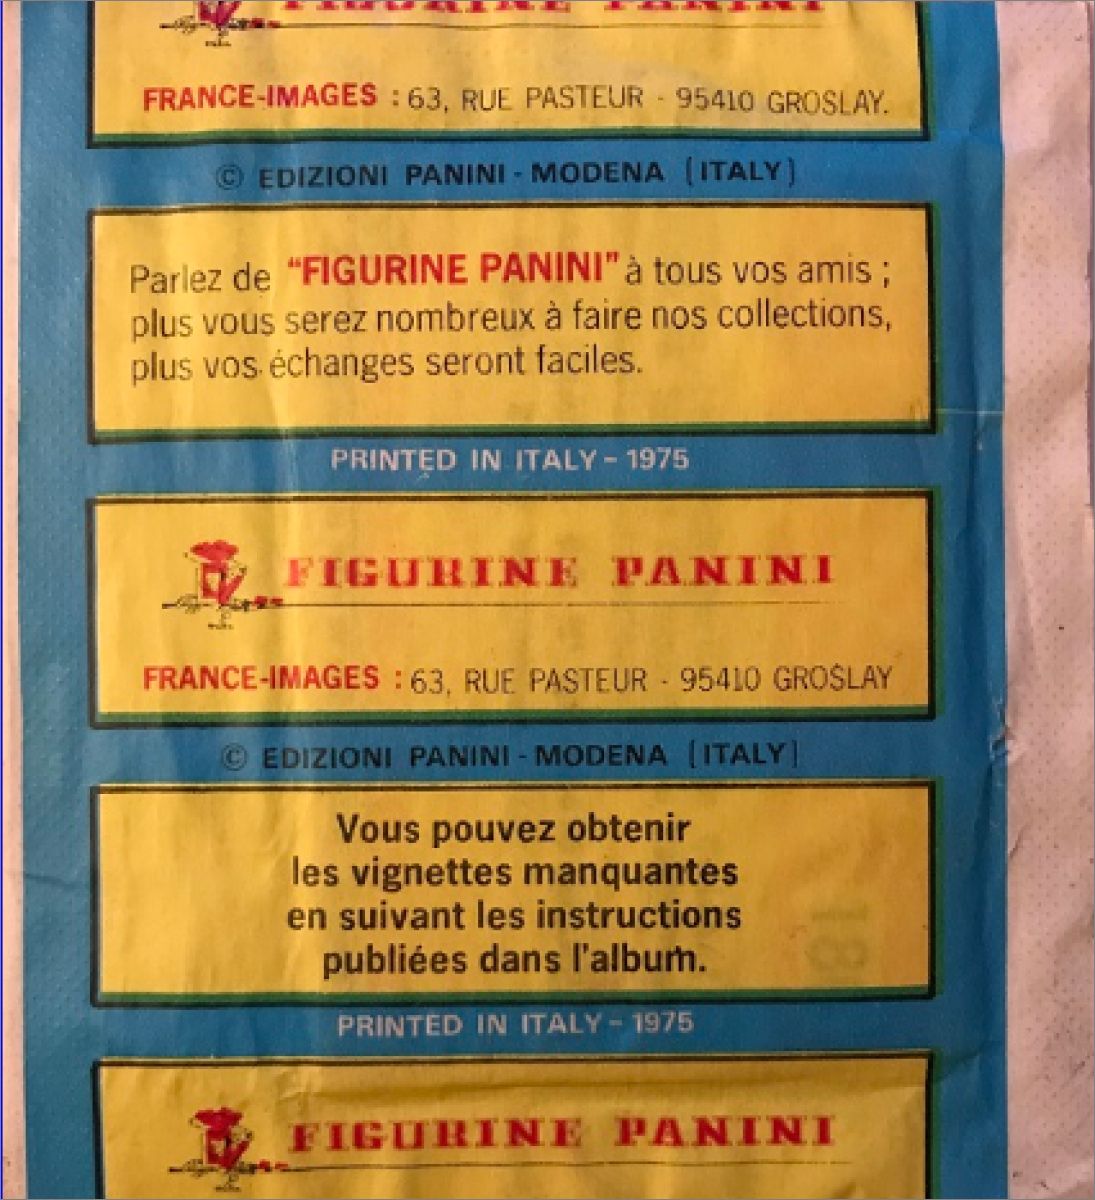 FIGURINE PANINI
FRANCE-IMAGES : 63, RUE PASTEUR - 95410 GROSLAY.
© EDIZIONI PANINI - MODENA (ITALY)
Parlez de "FIGURINE PANINI" à tous vos amis ;
plus vous serez nombreux à faire nos collections,
plus vos échanges seront faciles.
PRINTED IN ITALY - 1975
FIGURINE PANINI
FRANCE-IMAGES : 63, RUE PASTEUR - 95410 GROSLAY
© EDIZIONI PANINI - MODENA (ITALY)
Vous pouvez obtenir
les vignettes manquantes
en suivant les instructions
publiées dans l'album.
PRINTED IN ITALY - 1975
FIGURINE PANINI